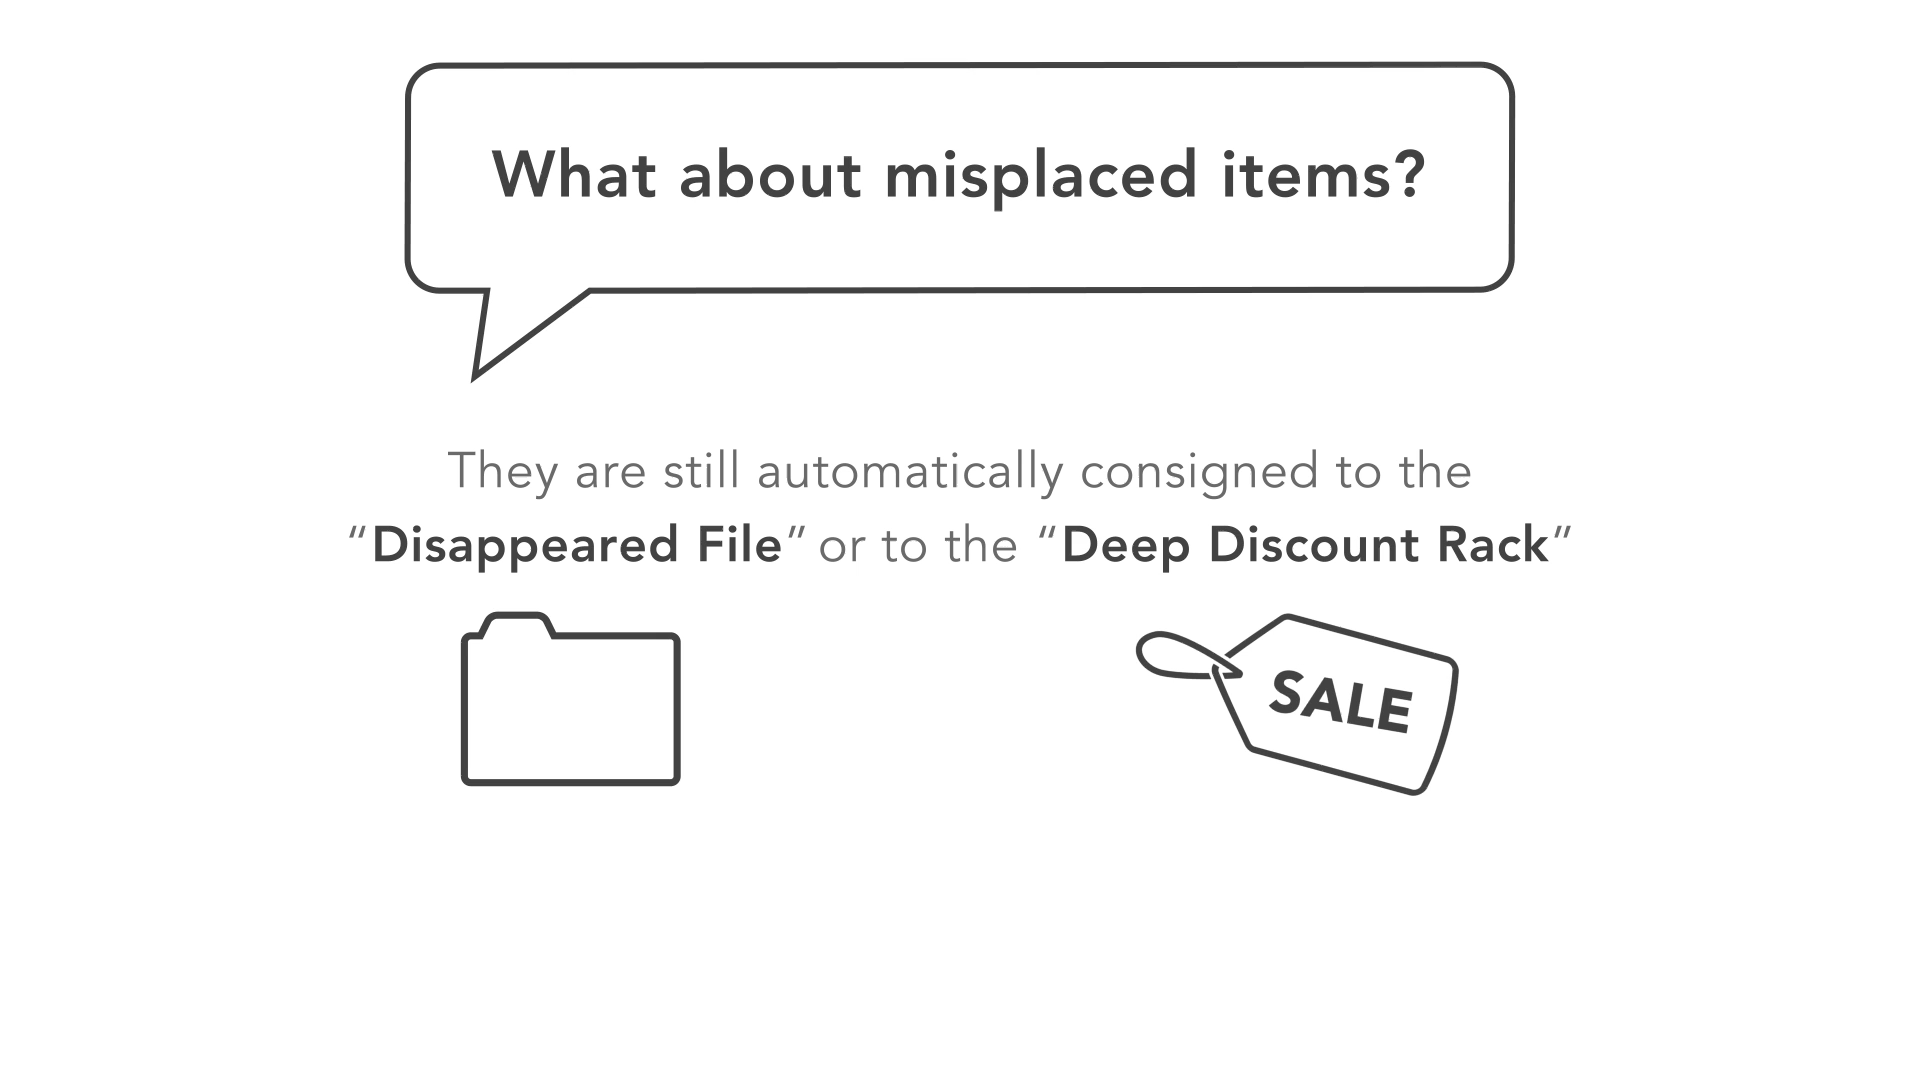 What about misplaced items?
They are still automatically consigned to the
“Disappeared File” or to the “Deep Discount Rack”
SALE